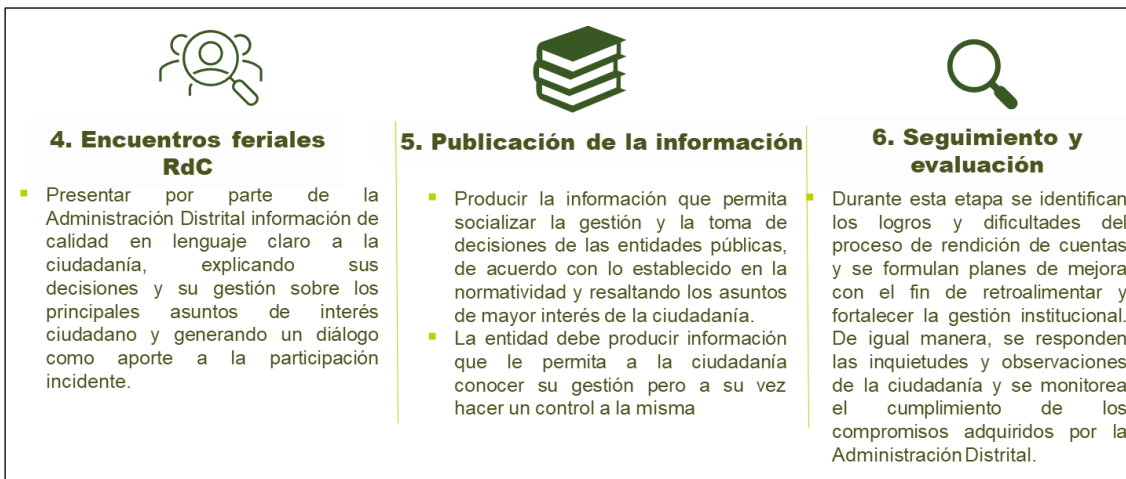 4. Encuentros feriales
RdC
▪ Presentar por parte de la
Administración Distrital información de
calidad en lenguaje claro a la
ciudadanía, explicando sus
decisiones y su gestión sobre los
principales asuntos de interés
ciudadano y generando un diálogo
como aporte a la participación
incidente.
5. Publicación de la información
▪ Producir la información que permita
socializar la gestión y la toma de
decisiones de las entidades públicas,
de acuerdo con lo establecido en la
normatividad y resaltando los asuntos
de mayor interés de la ciudadanía.
▪ La entidad debe producir información
que le permita a la ciudadanía
conocer su gestión pero a su vez
hacer un control a la misma
6. Seguimiento y
evaluación
▪ Durante esta etapa se identifican
los logros y dificultades del
proceso de rendición de cuentas
y se formulan planes de mejora
con el fin de retroalimentar y
fortalecer la gestión institucional.
De igual manera, se responden
las inquietudes y observaciones
de la ciudadanía y se monitorea
el cumplimiento de los
compromisos adquiridos por la
Administración Distrital.